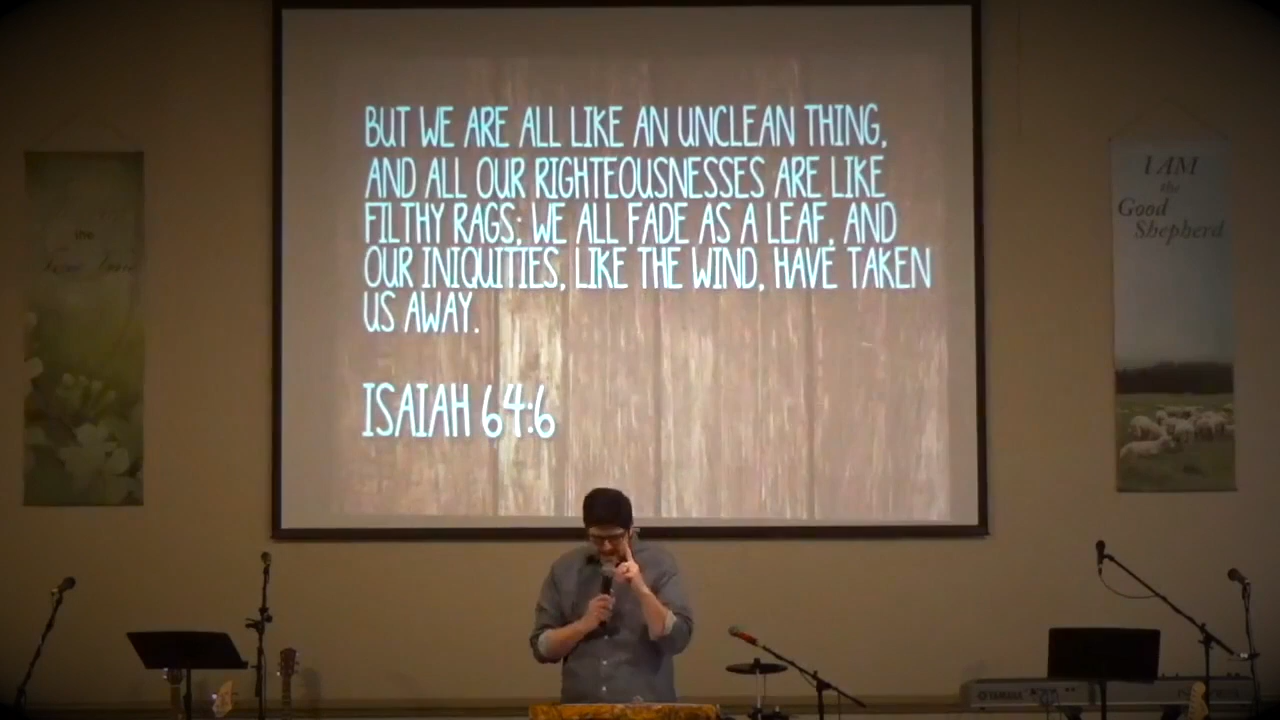 BUT WE ARE ALL LIKE AN UNCLEAN THING,
AND ALL OUR RIGHTEOUSNESSES ARE LIKE
FILTHY RAGS; WE ALL FADE AS A LEAF, AND
OUR INIQUITIES, LIKE THE WIND, HAVE TAKEN
US AWAY.
ISAIAH 64:6
the
I AM
the
Good
Shepherd
YAMAHA